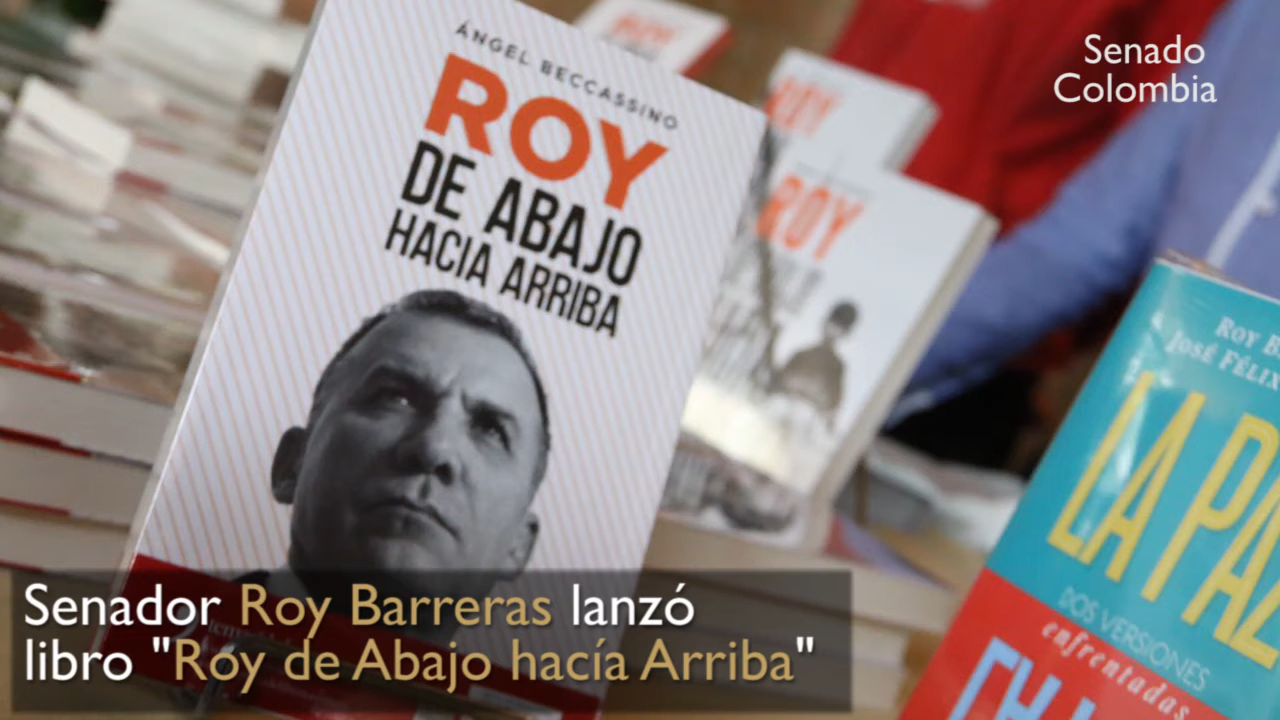 Senado
Colombia
ÁNGEL BECCASSINO
ROY
DE ABAJO
HACIA ARRIBA
ROY
ROY
ROY B
JOSÉ FÉLIX
LA PAZ
DOS VERSIONES
enfrentadas
Senador Roy Barreras lanzó
libro "Roy de Abajo hacía Arriba"